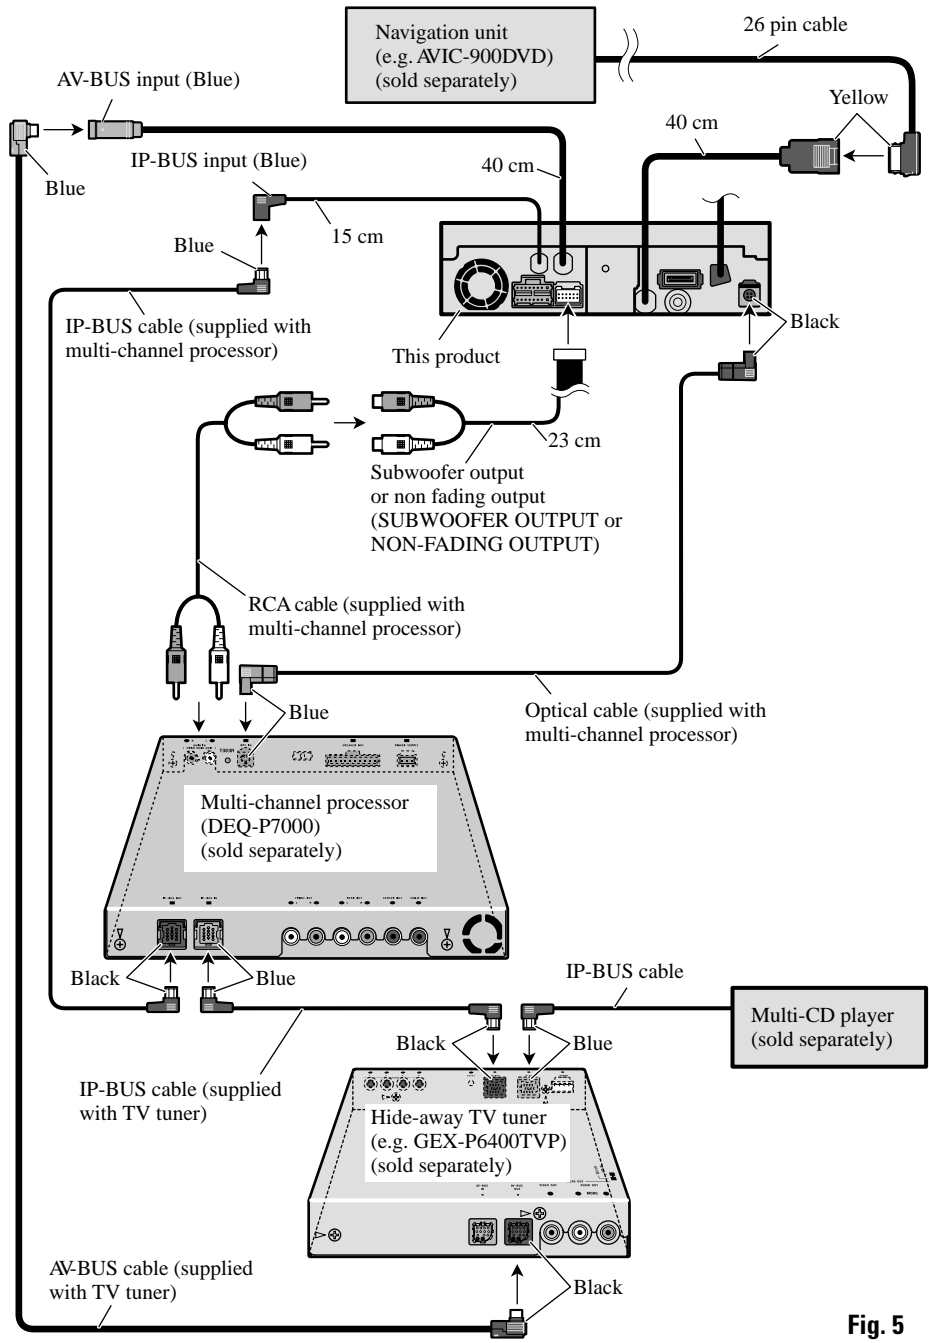 Navigation unit
(e.g. AVIC-900DVD)
(sold separately)
26 pin cable
AV-BUS input (Blue)
Yellow
40 cm
Blue
IP-BUS input (Blue)
40 cm
15 cm
Blue
IP-BUS cable (supplied with
multi-channel processor)
This product
Black
23 cm
Subwoofer output
or non fading output
(SUBWOOFER OUTPUT or
NON-FADING OUTPUT)
RCA cable (supplied with
multi-channel processor)
Blue
Optical cable (supplied with
multi-channel processor)
Multi-channel processor
(DEQ-P7000)
(sold separately)
Black
Blue
IP-BUS cable
Multi-CD player
(sold separately)
Black
Blue
IP-BUS cable (supplied
with TV tuner)
Hide-away TV tuner
(e.g. GEX-P6400TVP)
(sold separately)
AV-BUS cable (supplied
with TV tuner)
Black
Fig. 5